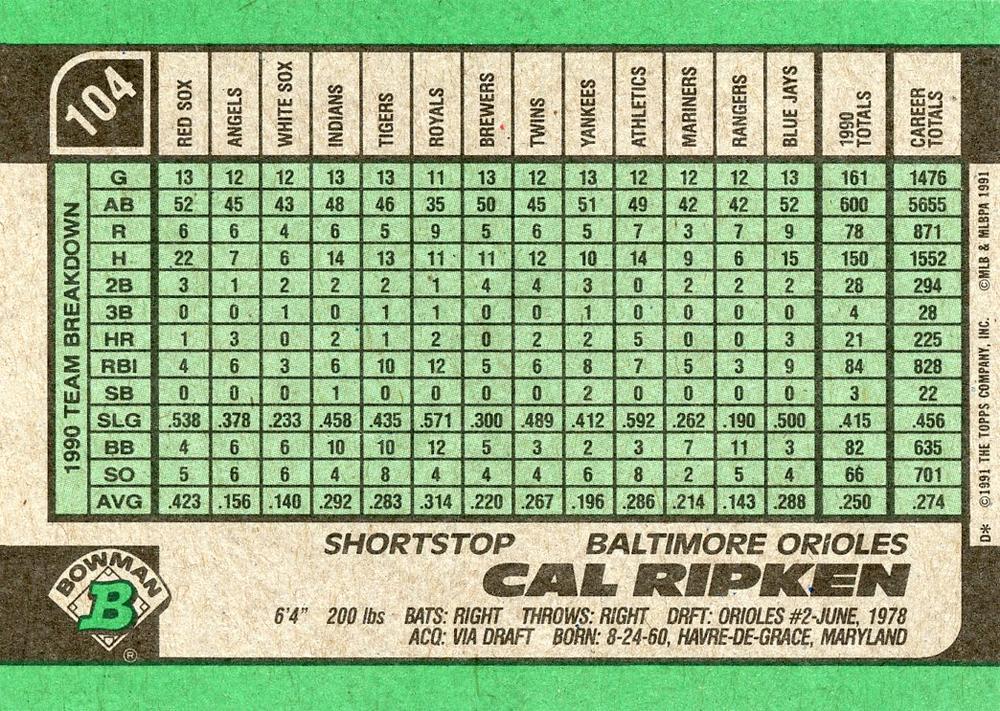 104 RED SOX ANGELS WHITE SOX INDIANS TIGERS ROYALS BREWERS TWINS YANKEES ATHLETICS MARINERS RANGERS BLUE JAYS 1990 TOTALS CAREER TOTALS
1990 TEAM BREAKDOWN
G 13 12 12 13 13 11 13 12 13 12 12 12 13 161 1476
AB 52 45 43 48 46 35 50 45 51 49 42 42 52 600 5655
R 6 6 4 6 5 9 5 6 5 7 3 7 9 78 871
H 22 7 6 14 13 11 11 12 10 14 9 6 15 150 1552
2B 3 1 2 2 2 1 4 4 3 0 2 2 2 28 294
3B 0 0 1 0 1 1 0 0 1 0 0 0 0 4 28
HR 1 3 0 2 1 2 0 2 2 5 0 0 3 21 225
RBI 4 6 3 6 10 12 5 6 8 7 5 3 9 84 828
SB 0 0 0 1 0 0 0 0 2 0 0 0 0 3 22
SLG .538 .378 .233 .458 .435 .571 .300 .489 .412 .592 .262 .190 .500 .415 .456
BB 4 6 6 10 10 12 5 3 2 3 7 11 3 82 635
SO 5 6 6 4 8 4 4 4 6 8 2 5 4 66 701
AVG .423 .156 .140 .292 .283 .314 .220 .267 .196 .286 .214 .143 .288 .250 .274
D* ©1991 THE TOPPS COMPANY, INC. ©MLB & MLBPA 1991
SHORTSTOP BALTIMORE ORIOLES
CAL RIPKEN
6'4" 200 lbs BATS: RIGHT THROWS: RIGHT DRFT: ORIOLES #2-JUNE, 1978
ACQ: VIA DRAFT BORN: 8-24-60, HAVRE-DE-GRACE, MARYLAND
BOWMAN
B
®